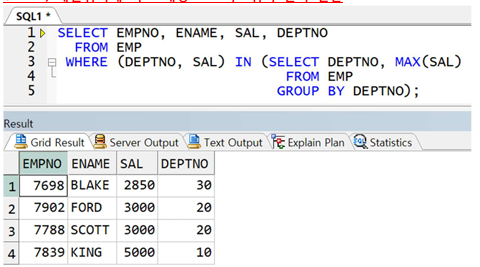 SQL1 *
1 SELECT EMPNO, ENAME, SAL, DEPTNO
2 FROM EMP
3 WHERE (DEPTNO, SAL) IN (SELECT DEPTNO, MAX(SAL)
4 FROM EMP
5 GROUP BY DEPTNO);
Result
Grid Result Server Output Text Output Explain Plan Statistics
EMPNO ENAME SAL DEPTNO
1 7698 BLAKE 2850 30
2 7902 FORD 3000 20
3 7788 SCOTT 3000 20
4 7839 KING 5000 10